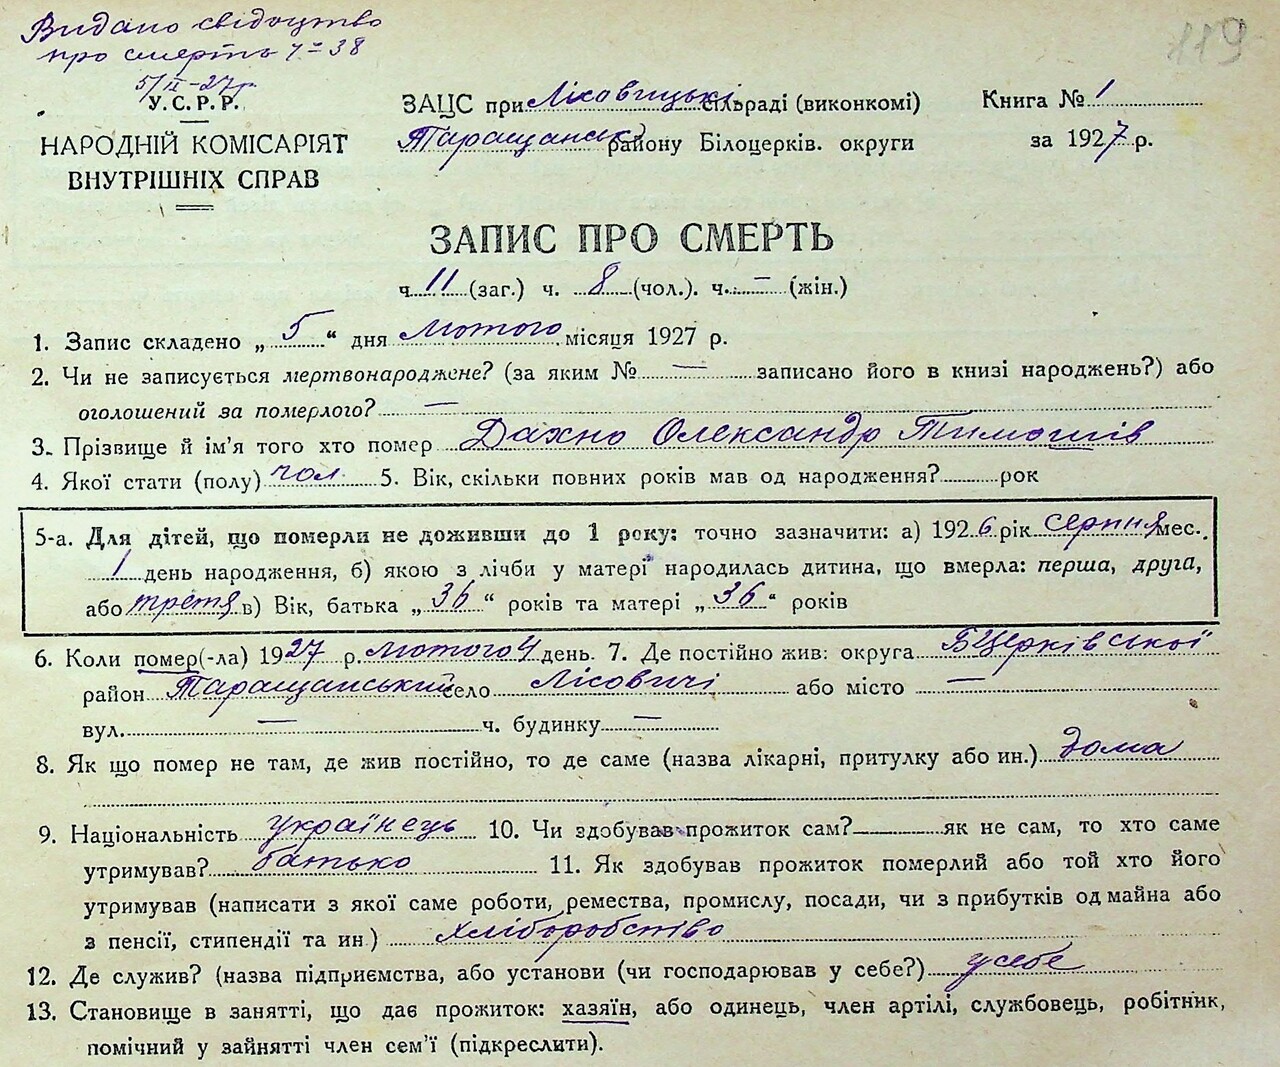 Видано свідоцтво
про смерть ч= 38
5/II-27р.
119
У.С.Р.Р.
НАРОДНІЙ КОМІСАРІЯТ
ВНУТРІШНІХ СПРАВ
ЗАЦС при Лісовицькі сільраді (виконкомі)
Таращанськ району Білоцерків. округи
Книга № 1
за 1927 р.
ЗАПИС ПРО СМЕРТЬ
ч. 11 (заг.) ч. 8 (чол.). ч. — (жін.)
1. Запис складено „ 5 “ дня лютого місяця 1927 р.
2. Чи не записується мертвонароджене? (за яким № — записано його в книзі народжень?) або
оголошений за померлого? —
3. Прізвище й ім'я того хто помер Дахно Олександр Тимошів
4. Якої стати (полу) чол. 5. Вік, скільки повних років мав од народження? рок
5-а. Для дітей, що померли не доживши до 1 року: точно зазначити: а) 1926 рік серпня мес.
1 день народження, б) якою з лічби у матері народилась дитина, що вмерла: перша, друга,
або третя в) Вік, батька „ 36 “ років та матері „ 36 “ років
6. Коли помер(-ла) 1927 р. лютого 4 день. 7. Де постійно жив: округа БЦерківської
район Таращанський село Лісовичі або місто —
вул. — ч. будинку —
8. Як що помер не там, де жив постійно, то де саме (назва лікарні, притулку або ин.) дома
9. Національність українець 10. Чи здобував прожиток сам? — як не сам, то хто саме
утримував? батько 11. Як здобував прожиток померлий або той хто його
утримував (написати з якої саме роботи, ремества, промислу, посади, чи з прибутків од майна або
з пенсії, стипендії та ин.) хліборобство
12. Де служив? (назва підприємства, або установи (чи господарював у себе?) у себе
13. Становище в занятті, що дає прожиток: хазяїн, або одинець, член артілі, службовець, робітник,
помічний у зайнятті член сем'ї (підкреслити).